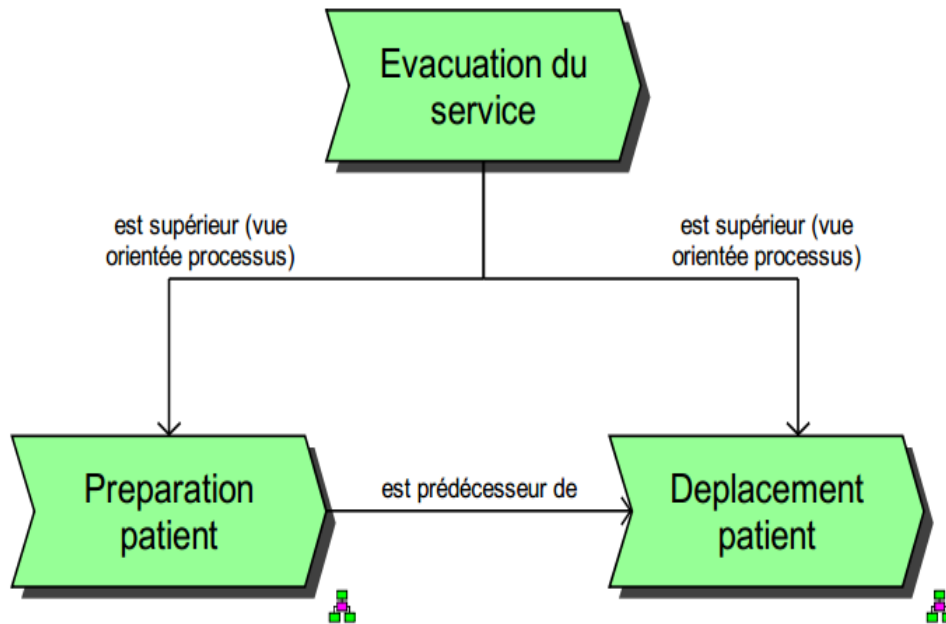 Evacuation du
service
est supérieur (vue
orientée processus)
est supérieur (vue
orientée processus)
Preparation
patient
est prédécesseur de
Deplacement
patient